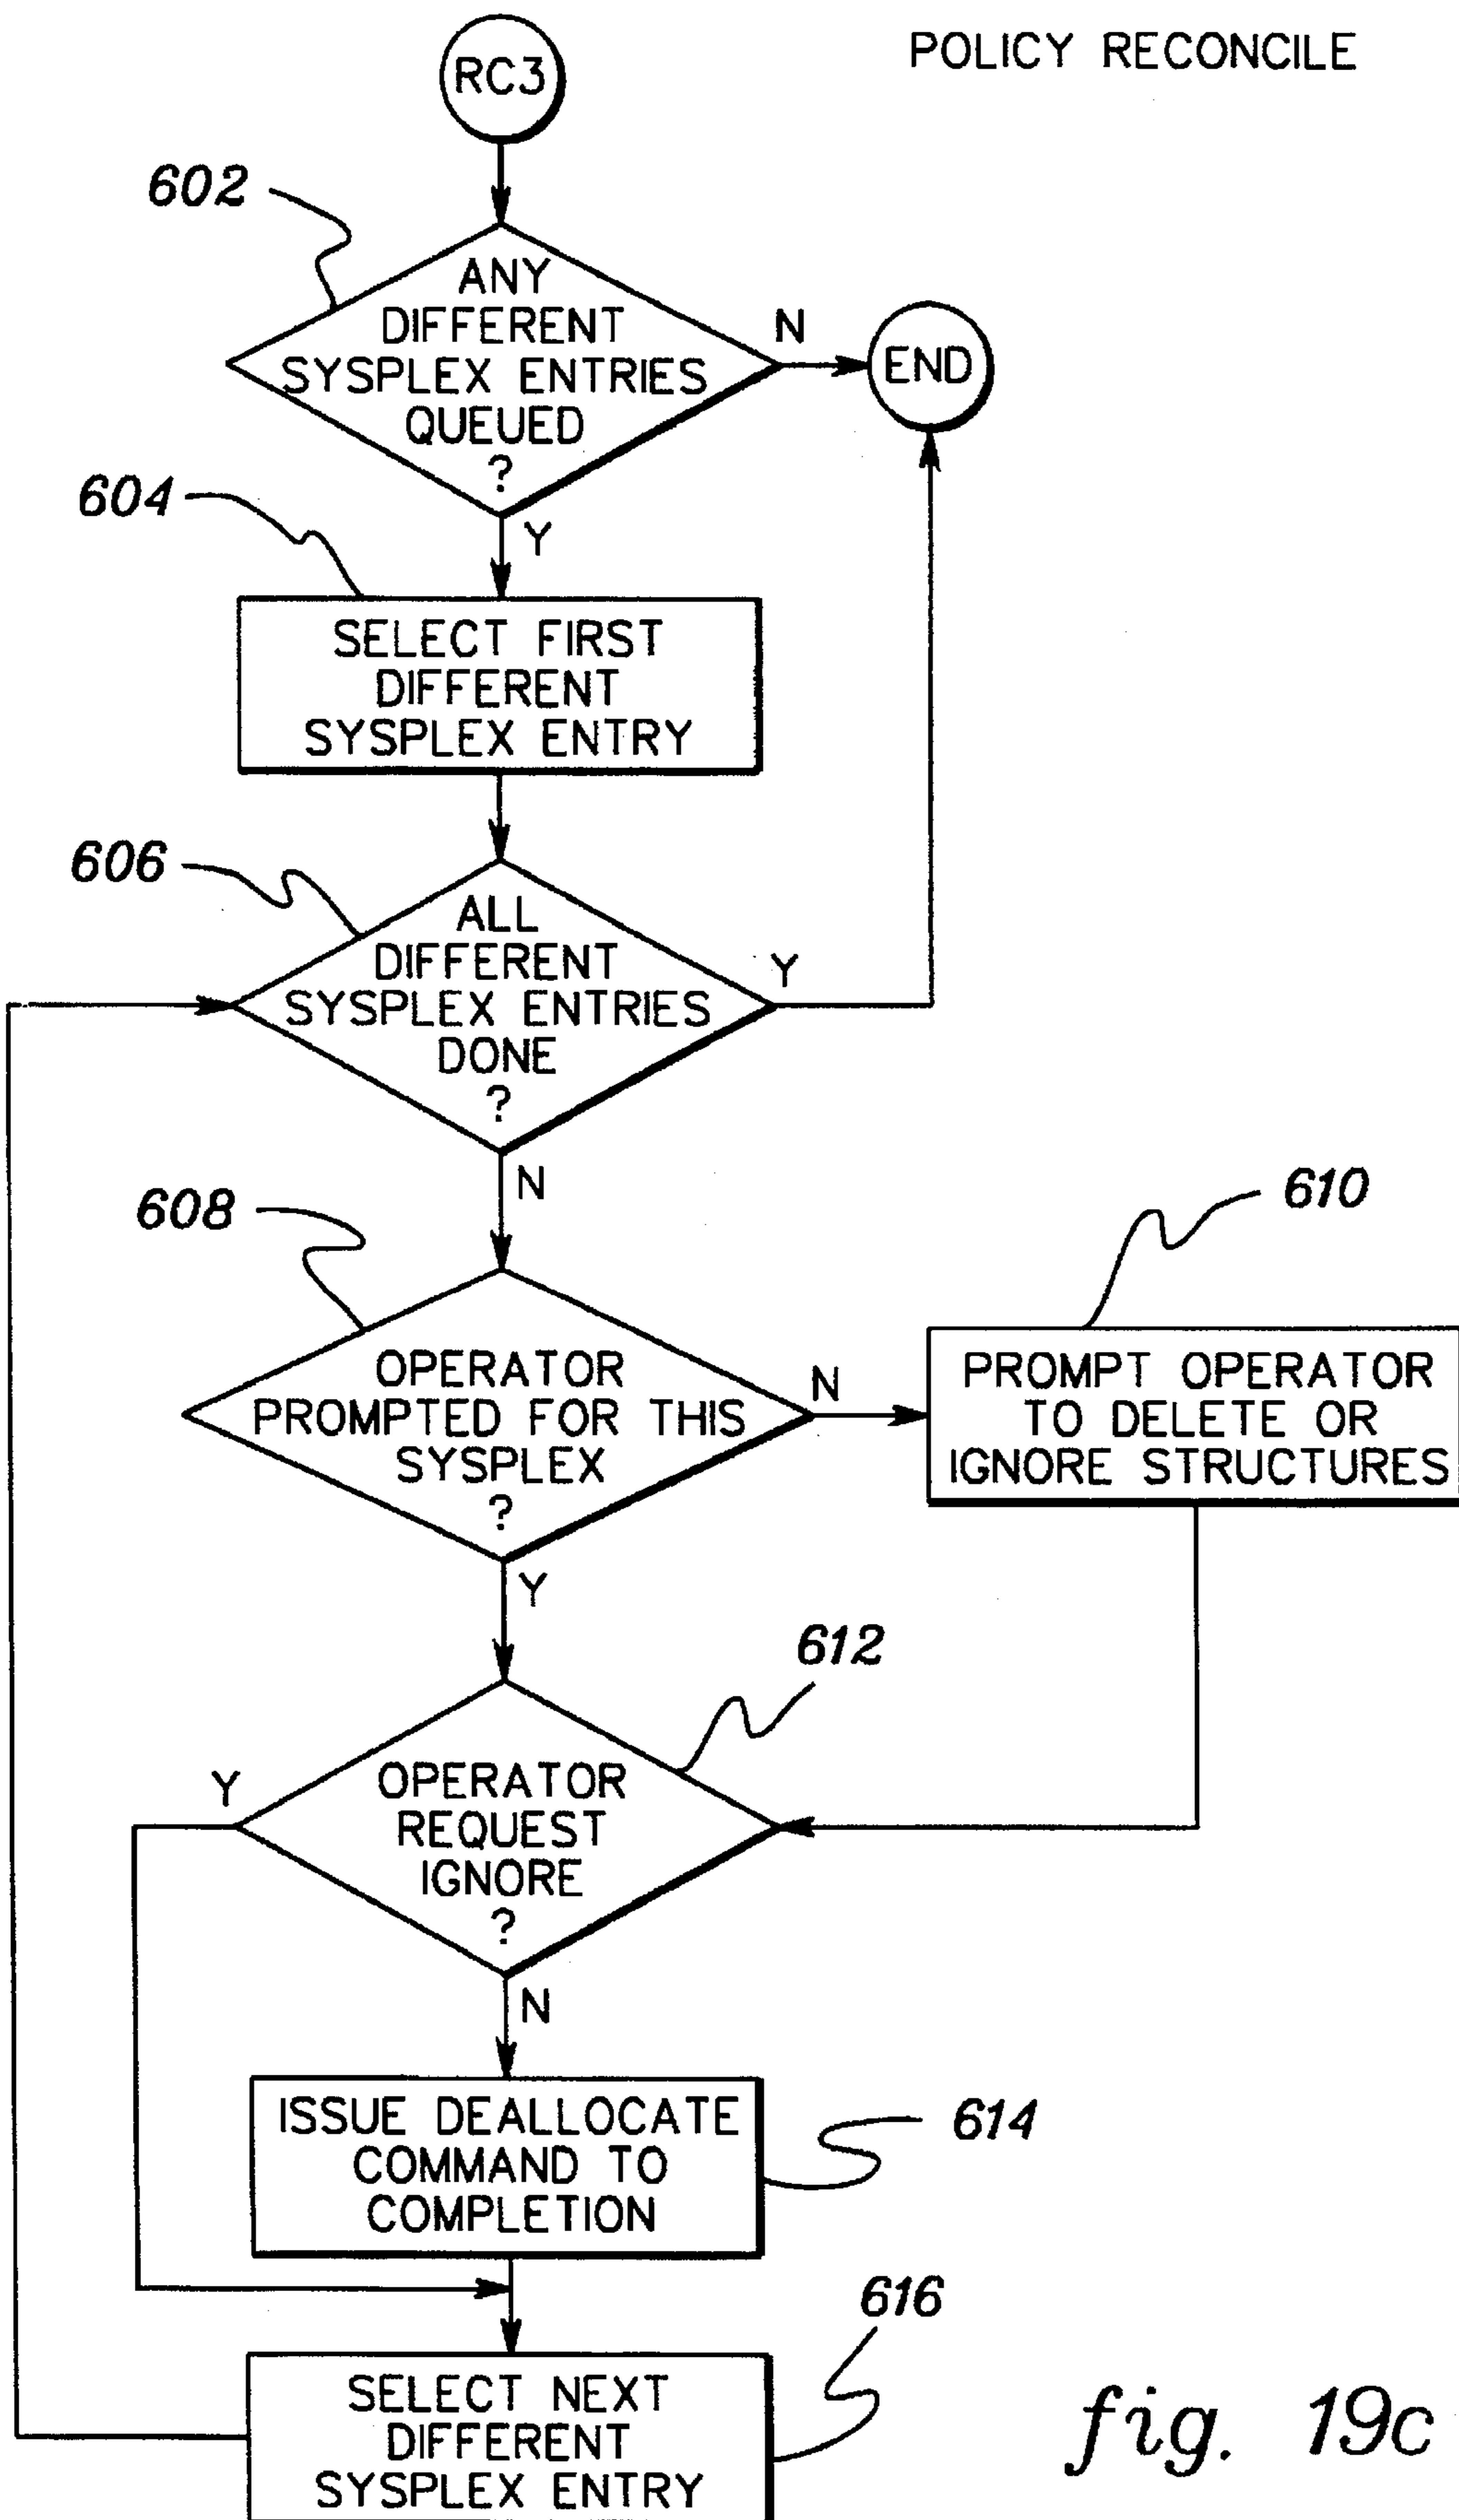 RC3
POLICY RECONCILE
602
ANY
DIFFERENT
SYSPLEX ENTRIES
QUEUED
?
N
END
604
Y
SELECT FIRST
DIFFERENT
SYSPLEX ENTRY
606
ALL
DIFFERENT
SYSPLEX ENTRIES
DONE
?
Y
N
608
610
OPERATOR
PROMPTED FOR THIS
SYSPLEX
?
N
PROMPT OPERATOR
TO DELETE OR
IGNORE STRUCTURES
Y
612
Y
OPERATOR
REQUEST
IGNORE
?
N
ISSUE DEALLOCATE
COMMAND TO
COMPLETION
614
616
SELECT NEXT
DIFFERENT
SYSPLEX ENTRY
fig. 19c